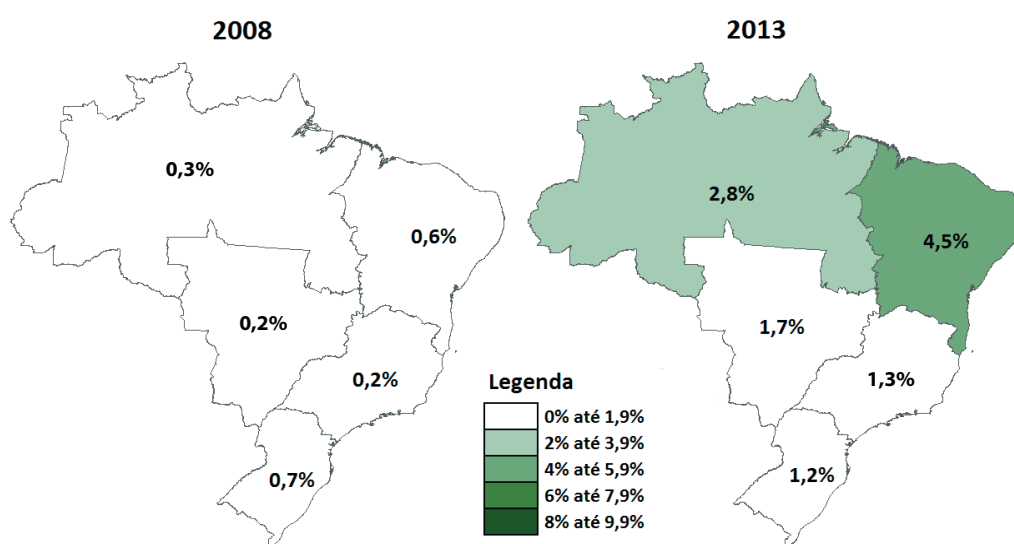 2008
2013
0,3%
0,6%
0,2%
0,2%
0,7%
2,8%
4,5%
1,7%
1,3%
1,2%
Legenda
0% até 1,9%
2% até 3,9%
4% até 5,9%
6% até 7,9%
8% até 9,9%